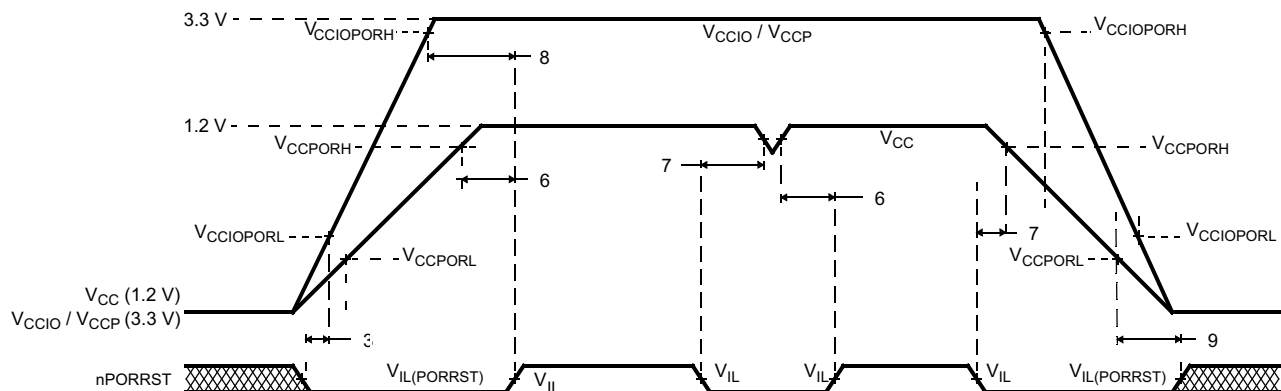 3.3 V
VCCIOPORH
VCCIO / VCCP
VCCIOPORH
8
1.2 V
VCCPORH
VCC
VCCPORH
7
6
6
7
VCCIOPORL
VCCPORL
VCCPORL
VCCIOPORL
VCC (1.2 V)
VCCIO / VCCP (3.3 V)
3
9
nPORRST
VIL(PORRST)
VIL
VIL
VIL
VIL
VIL(PORRST)